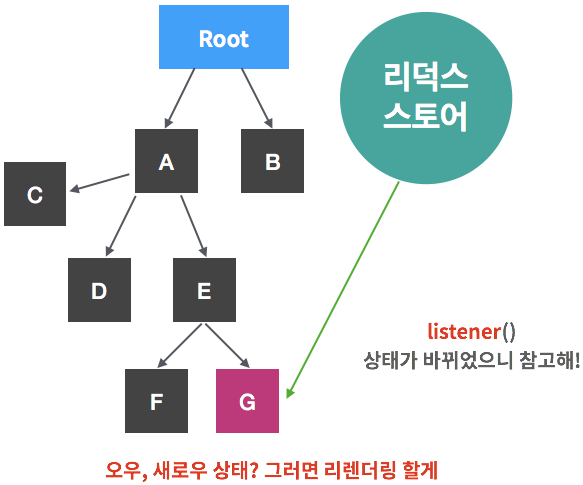 Root
리덕스
스토어
A
B
C
D
E
listener()
상태가 바뀌었으니 참고해!
F
G
오우, 새로우 상태? 그러면 리렌더링 할게